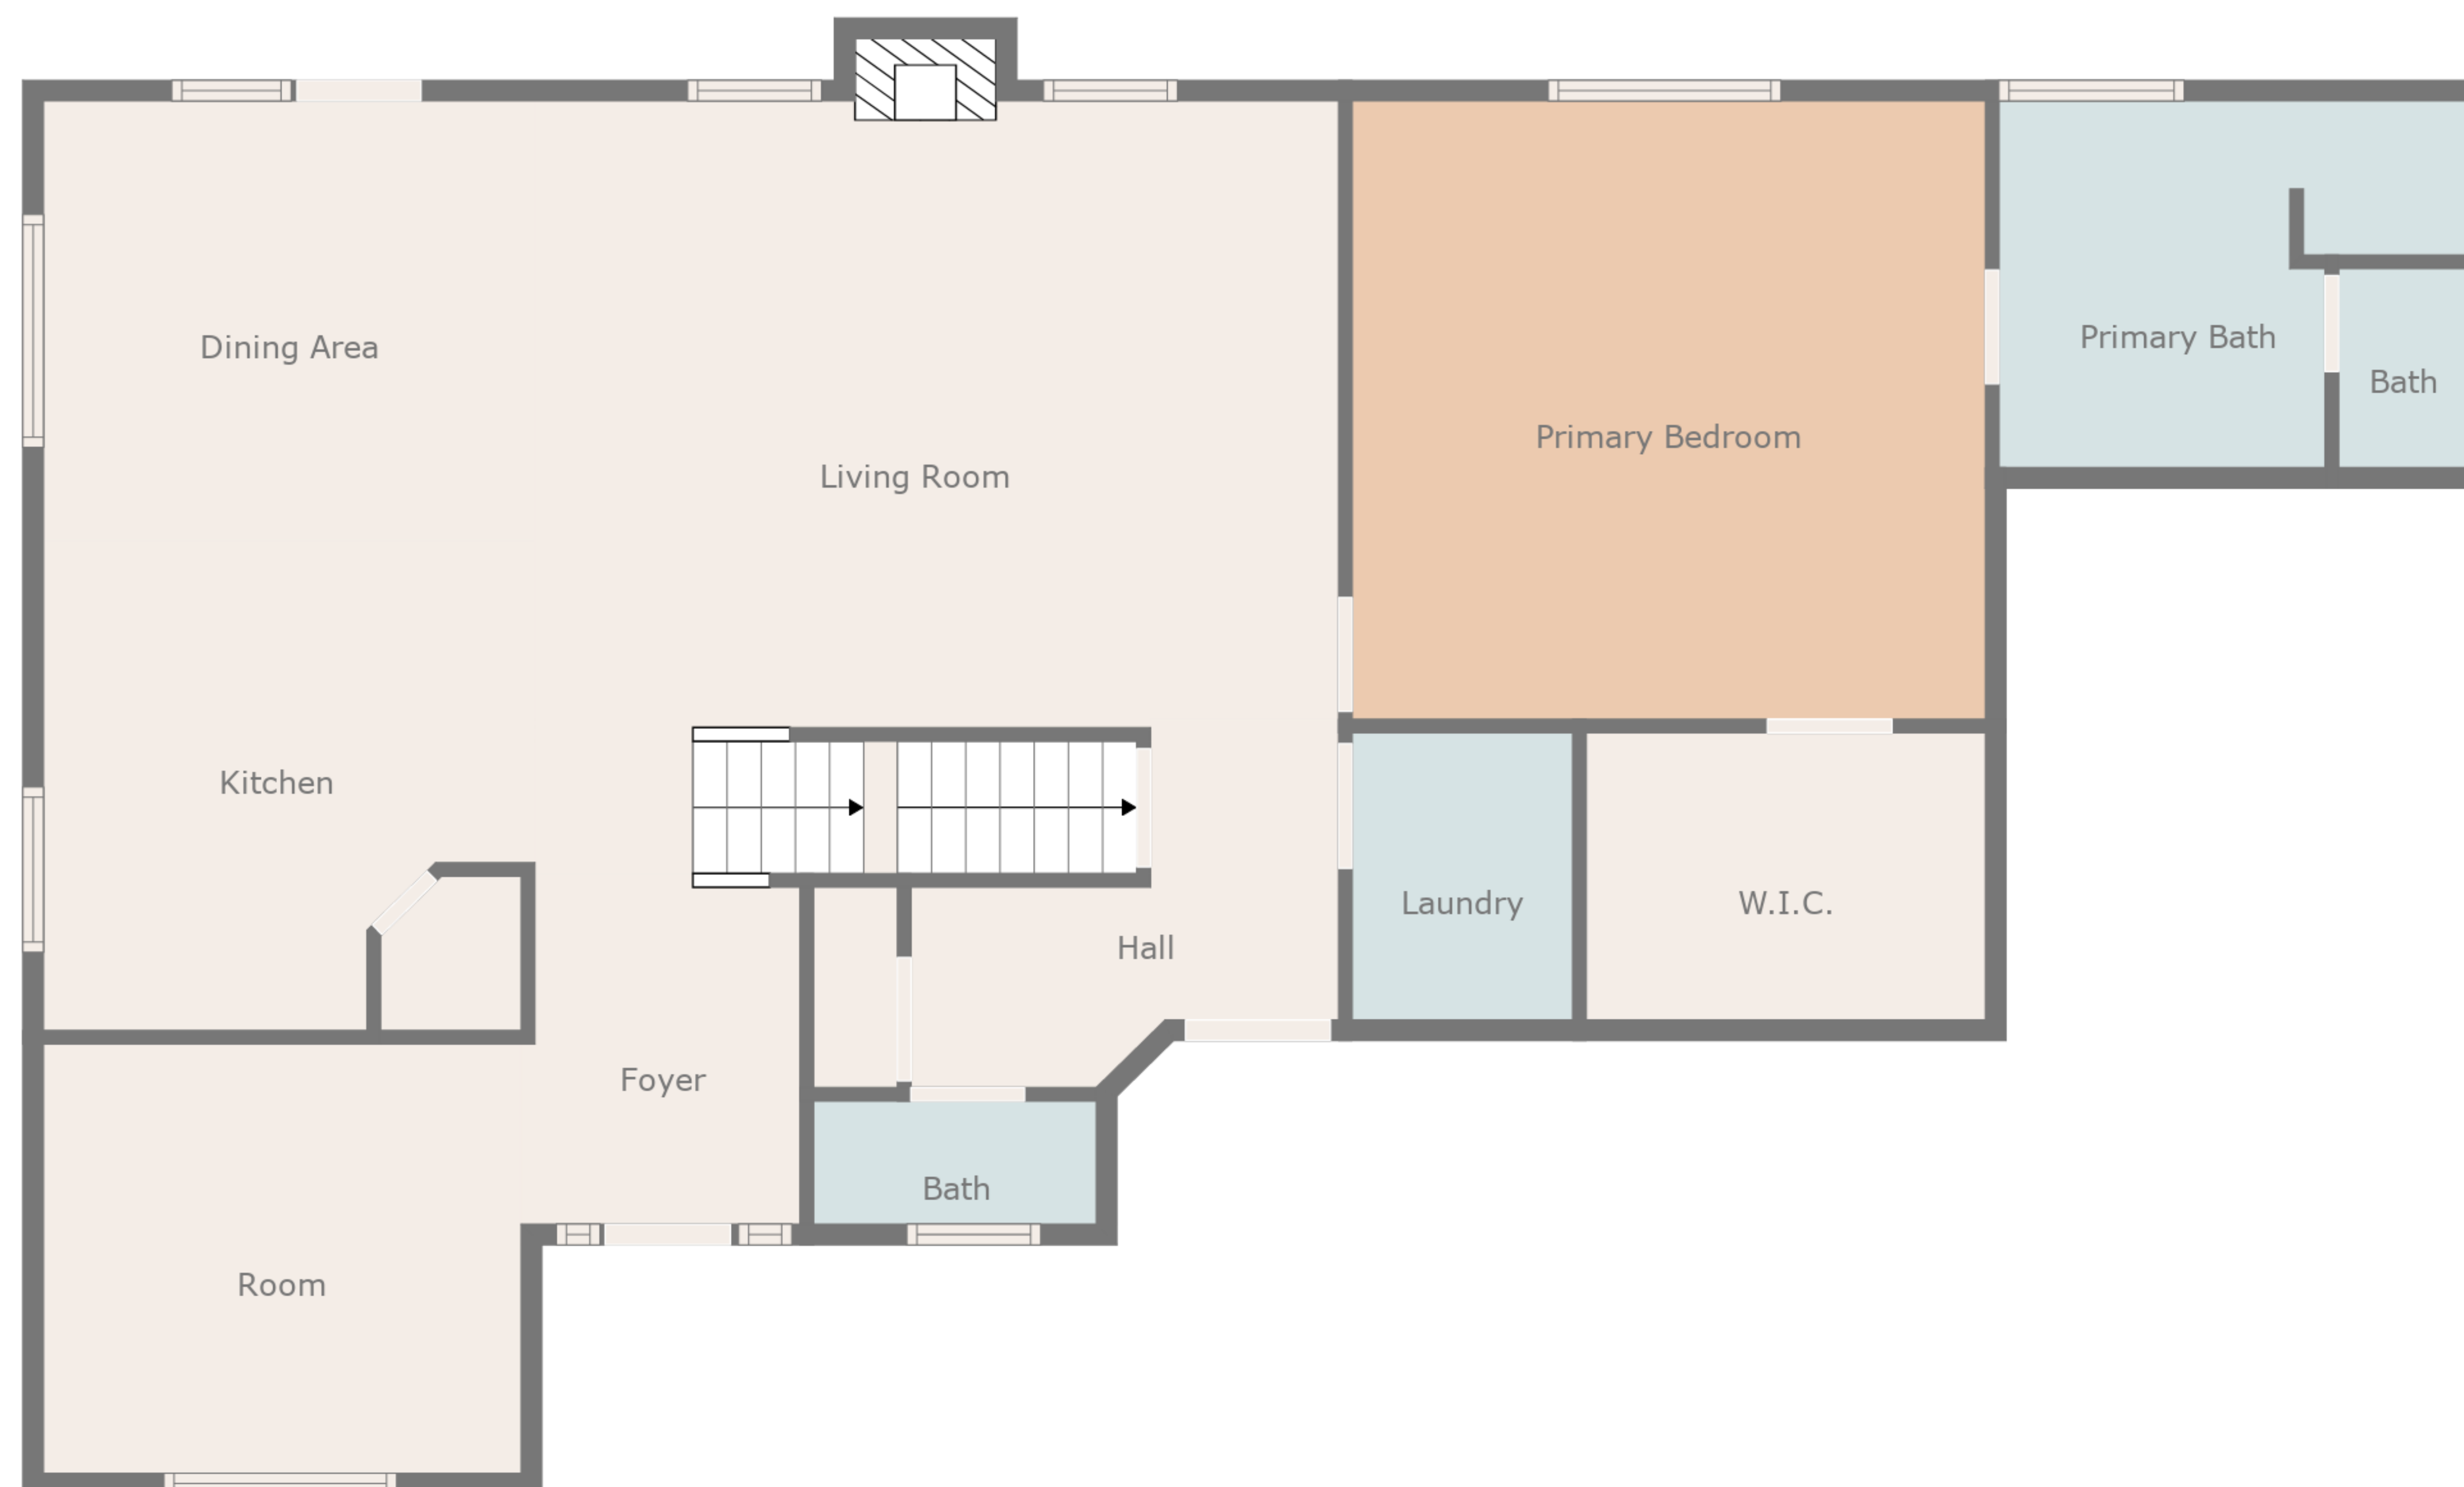 Dining Area
Living Room
Primary Bedroom
Primary Bath
Bath
Kitchen
Laundry
W.I.C.
Hall
Foyer
Bath
Room